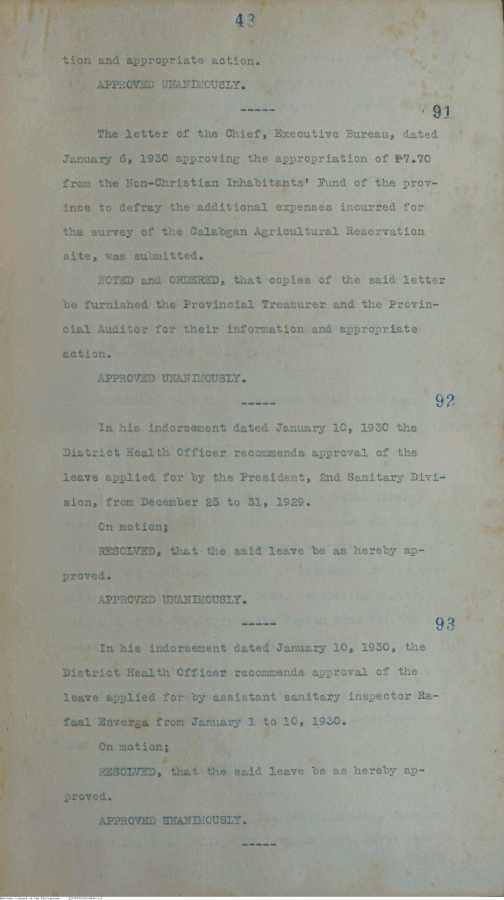 43
tion and appropriate action.
APPROVED UNANIMOUSLY.
-----
91
The letter of the Chief, Executive Bureau, dated
January 6, 1930 approving the appropriation of ₱7.70
from the Non-Christian Inhabitants' Fund of the prov-
ince to defray the additional expenses incurred for
the survey of the Calabgan Agricultural Reservation
site, was submitted.
NOTED and ORDERED, that copies of the said letter
be furnished the Provincial Treasurer and the Provin-
cial Auditor for their information and appropriate
action.
APPROVED UNANIMOUSLY.
-----
92
In his indorsement dated January 10, 1930 the
District Health Officer recommends approval of the
leave applied for by the President, 2nd Sanitary Divi-
sion, from December 23 to 31, 1929.
On motion;
RESOLVED, that the said leave be as hereby ap-
proved.
APPROVED UNANIMOUSLY.
-----
93
In his indorsement dated January 10, 1930, the
District Health Officer recommends approval of the
leave applied for by assistant sanitary inspector Ra-
fael Enverga from January 1 to 10, 1930.
On motion;
RESOLVED, that the said leave be as hereby ap-
proved.
APPROVED UNANIMOUSLY.
-----
National Library of the Philippines